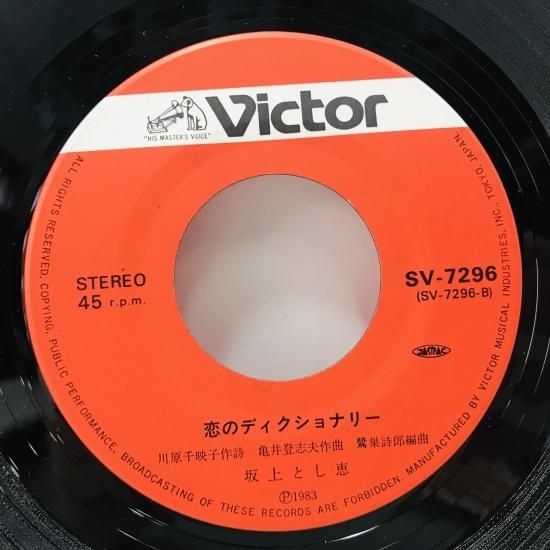 Victor
"HIS MASTER'S VOICE"
STEREO
45 r.p.m.
SV-7296
(SV-7296-B)
JASRAC
恋のディクショナリー
川原千映子作詩 亀井登志夫作曲 鷺巣詩郎編曲
坂上とし恵
Ⓟ1983
ALL RIGHTS RESERVED, COPYING, PUBLIC PERFORMANCE, BROADCASTING OF THESE RECORDS ARE FORBIDDEN. MANUFACTURED BY VICTOR MUSICAL INDUSTRIES, INC., TOKYO, JAPAN